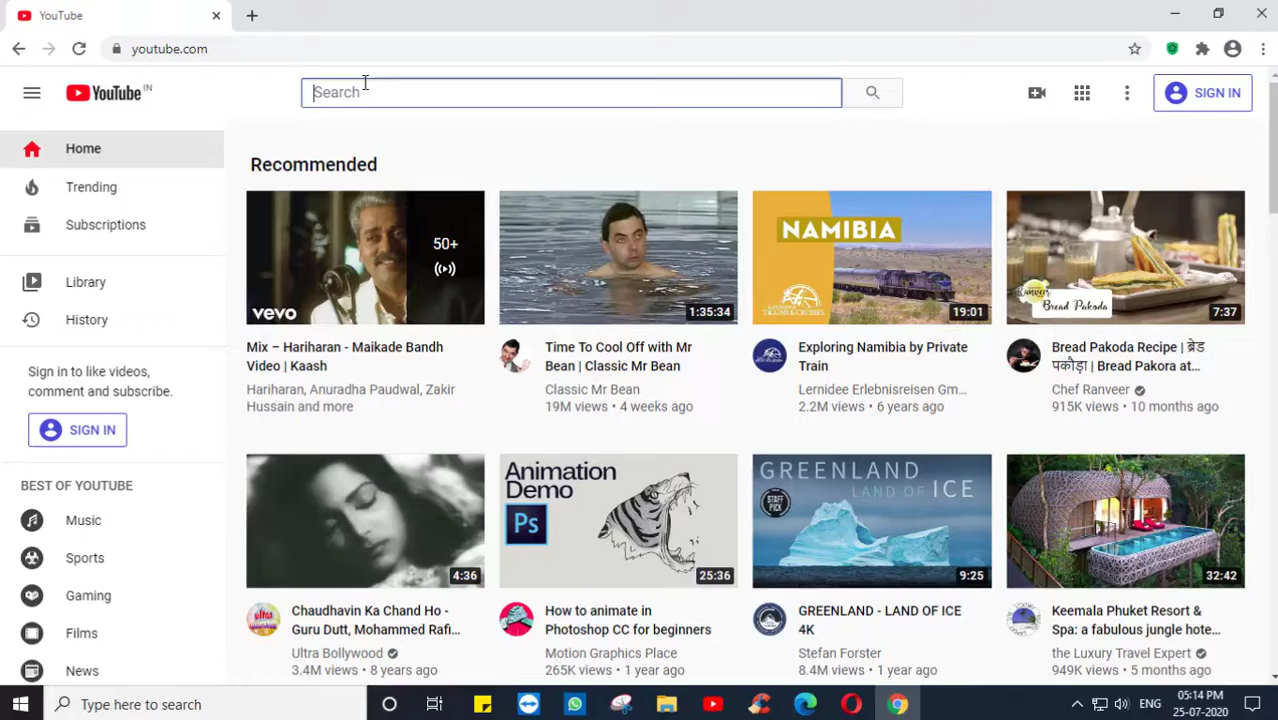 YouTube
youtube.com
YouTube IN
Search
SIGN IN
Home
Trending
Subscriptions
Library
History
Sign in to like videos,
comment and subscribe.
SIGN IN
BEST OF YOUTUBE
Music
Sports
Gaming
Films
News
Recommended
50+
vevo
Mix – Hariharan - Maikade Bandh
Video | Kaash
Hariharan, Anuradha Paudwal, Zakir
Hussain and more
1:35:34
Time To Cool Off with Mr
Bean | Classic Mr Bean
Classic Mr Bean
19M views • 4 weeks ago
NAMIBIA
19:01
Exploring Namibia by Private
Train
Lernidee Erlebnisreisen Gm...
2.2M views • 6 years ago
Ranveer
Bread Pakoda
7:37
Bread Pakoda Recipe | ब्रेड
पकौड़ा | Bread Pakora at...
Chef Ranveer
915K views • 10 months ago
4:36
Chaudhavin Ka Chand Ho -
Guru Dutt, Mohammed Rafi...
Ultra Bollywood
3.4M views • 8 years ago
Animation
Demo
Ps
25:36
How to animate in
Photoshop CC for beginners
Motion Graphics Place
265K views • 1 year ago
GREENLAND
LAND OF ICE
STAFF
PICK
9:25
GREENLAND - LAND OF ICE
4K
Stefan Forster
8.4M views • 1 year ago
32:42
Keemala Phuket Resort &
Spa: a fabulous jungle hote...
the Luxury Travel Expert
949K views • 5 months ago
Type here to search
ENG
05:14 PM
25-07-2020